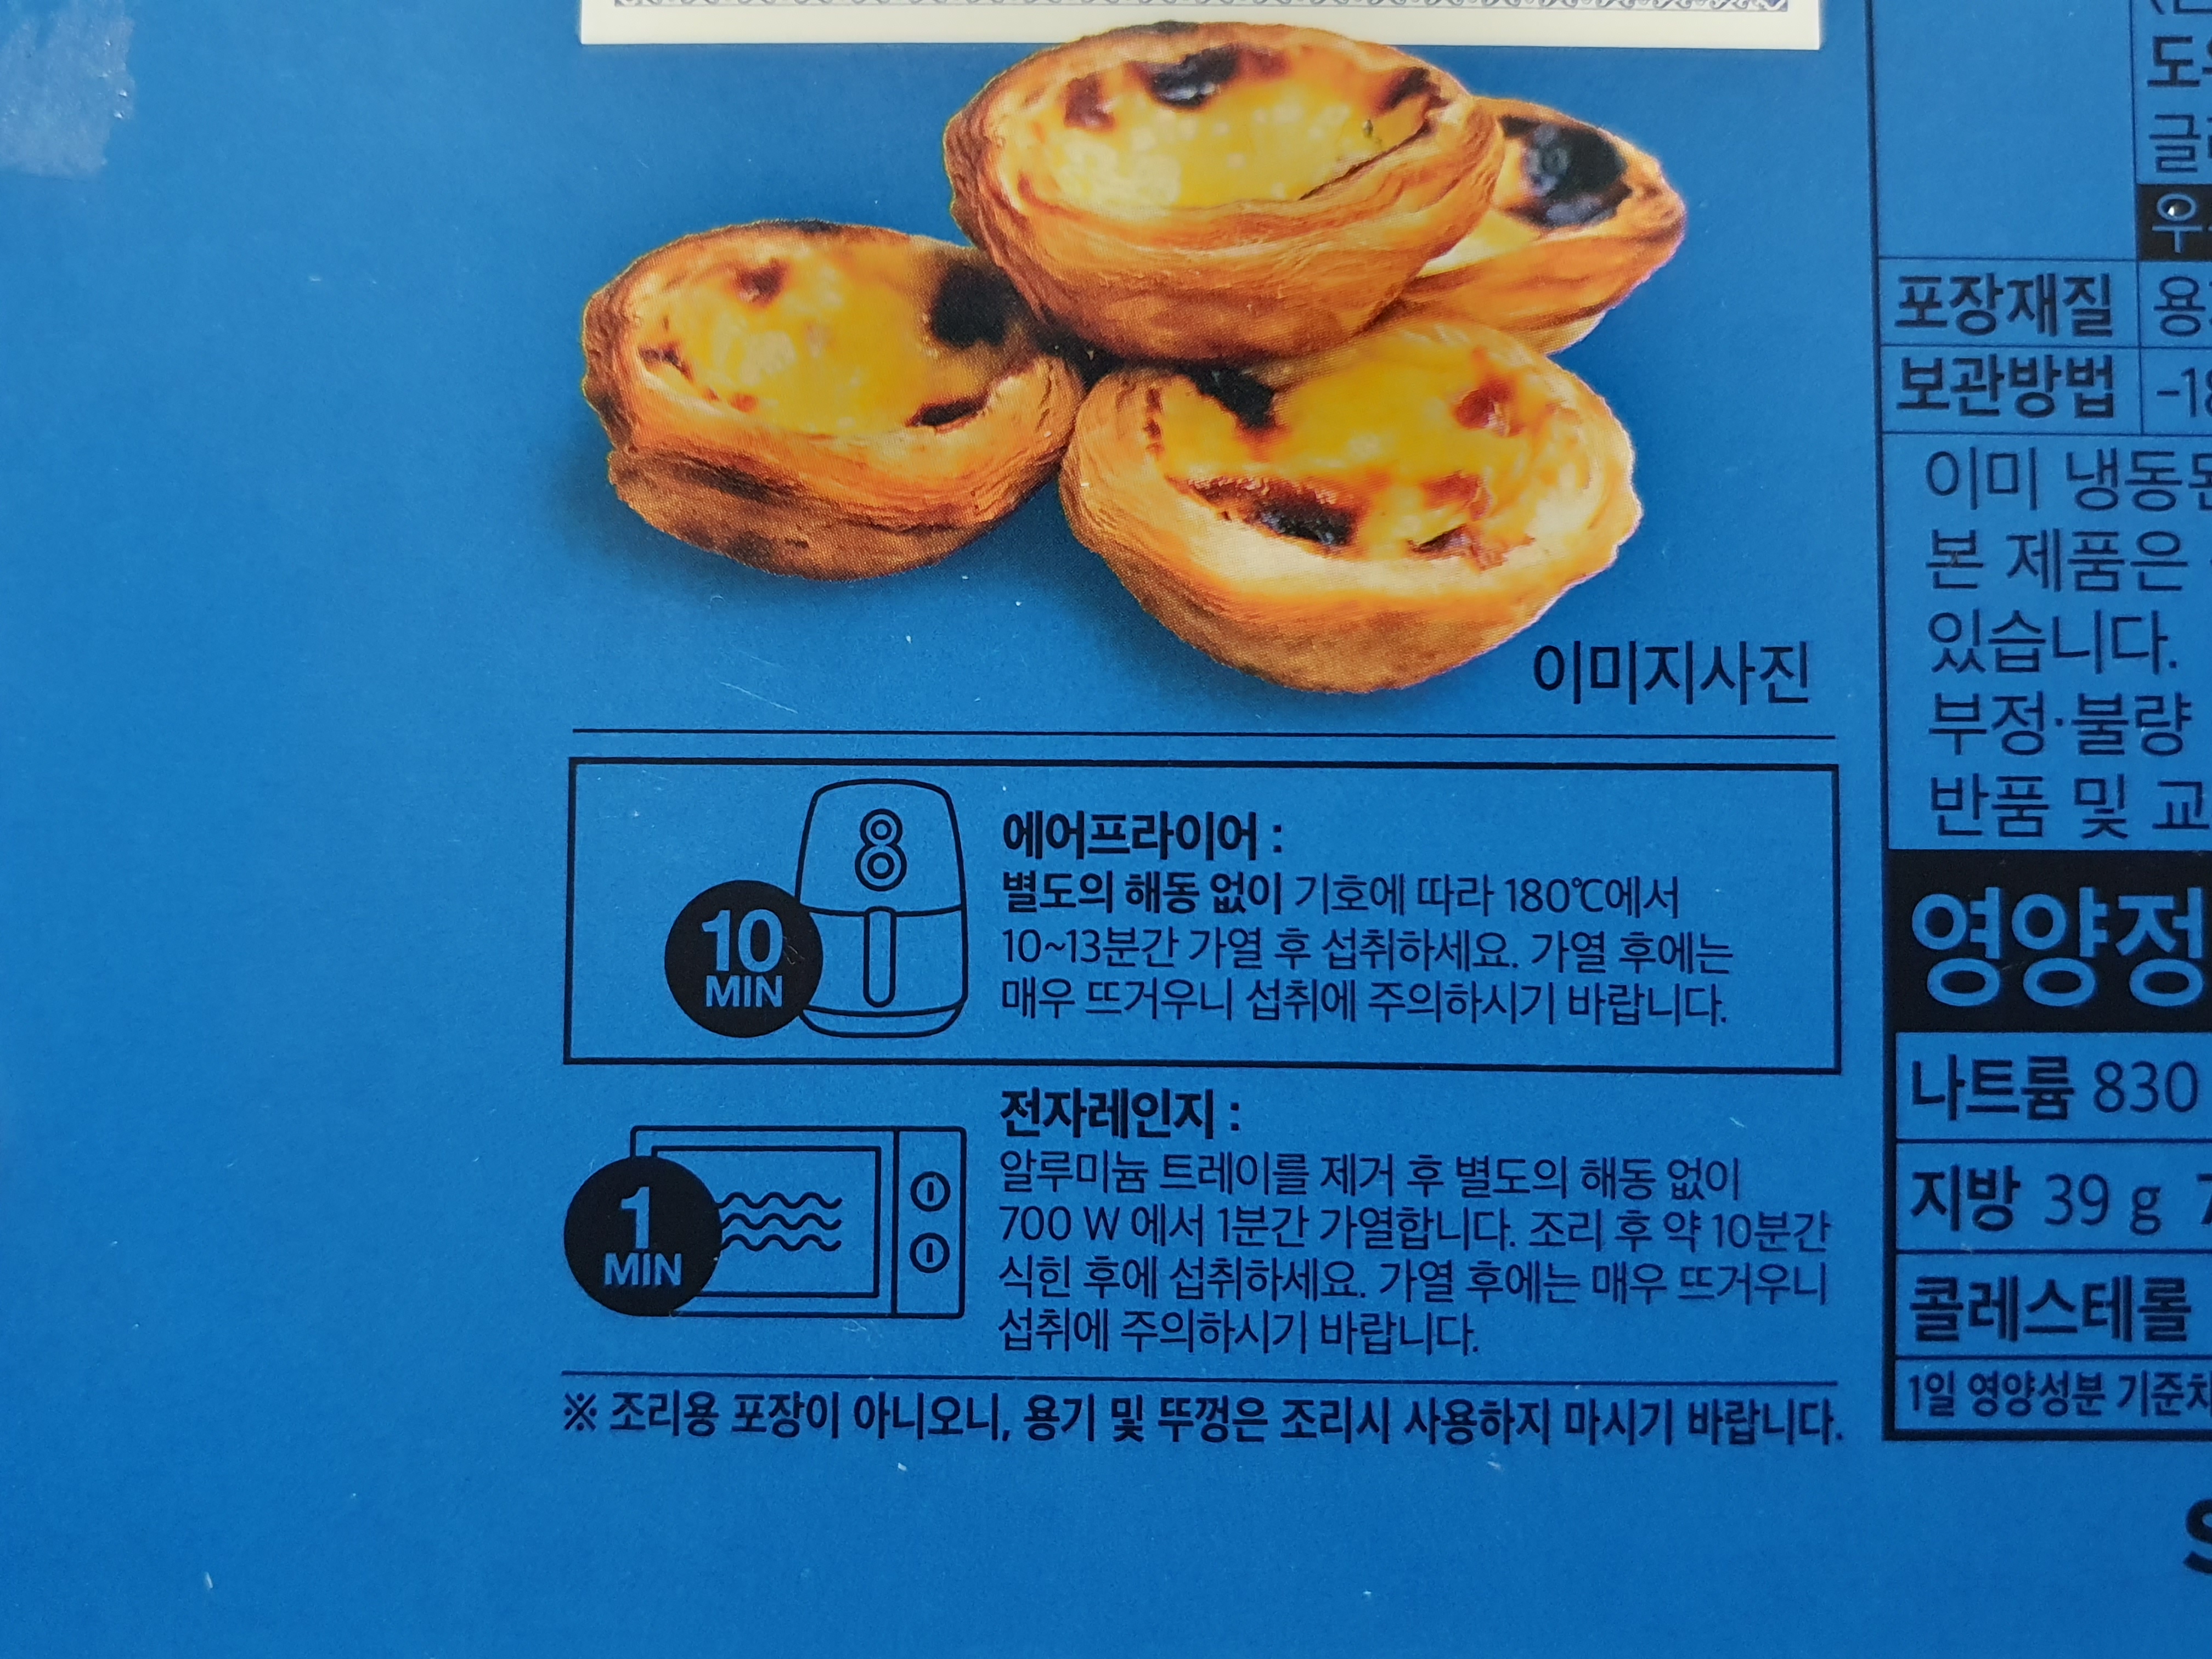 이미지사진
에어프라이어 :
별도의 해동 없이 기호에 따라 180℃에서
10~13분간 가열 후 섭취하세요. 가열 후에는
매우 뜨거우니 섭취에 주의하시기 바랍니다.
10
MIN
전자레인지 :
알루미늄 트레이를 제거 후 별도의 해동 없이
700 W 에서 1분간 가열합니다. 조리 후 약 10분간
식힌 후에 섭취하세요. 가열 후에는 매우 뜨거우니
섭취에 주의하시기 바랍니다.
1
MIN
※ 조리용 포장이 아니오니, 용기 및 뚜껑은 조리시 사용하지 마시기 바랍니다.
포장재질
보관방법
이미
본 제품은
있습니다.
부정·불량
반품 및
나트륨 830
지방 39 g
콜레스테롤
1일 영양성분